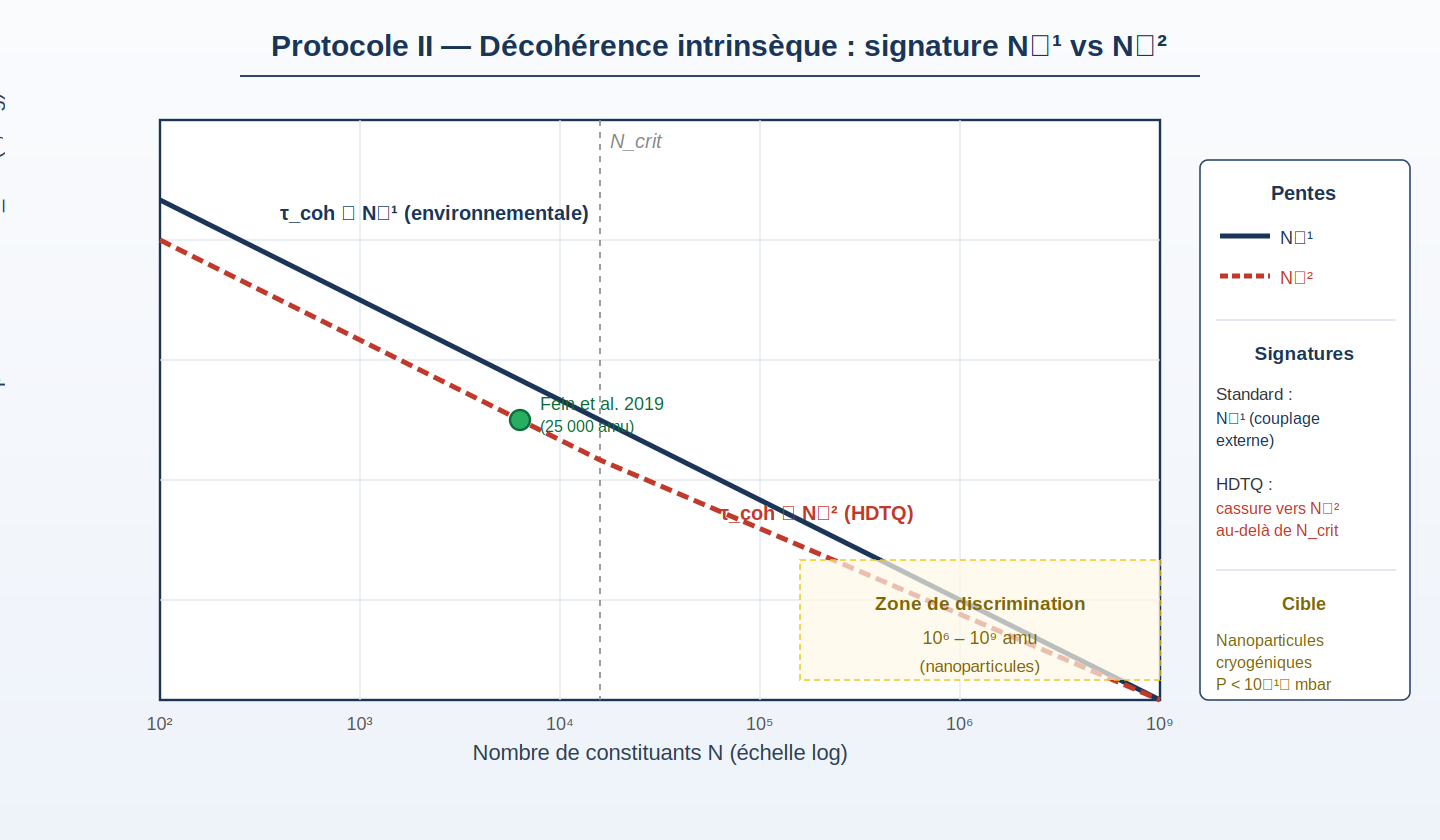 Protocole II — Décohérence intrinsèque : signature N□¹ vs N□²
N_crit
τ_coh □ N□¹ (environnementale)
Fein et al. 2019
(25 000 amu)
τ_coh □ N□² (HDTQ)
Zone de discrimination
10⁶ – 10⁹ amu
(nanoparticules)
10² 10³ 10⁴ 10⁵ 10⁶ 10⁹
Nombre de constituants N (échelle log)
Pentes
N□¹
N□²
Signatures
Standard :
N□¹ (couplage
externe)
HDTQ :
cassure vers N□²
au-delà de N_crit
Cible
Nanoparticules
cryogéniques
P < 10□¹□ mbar